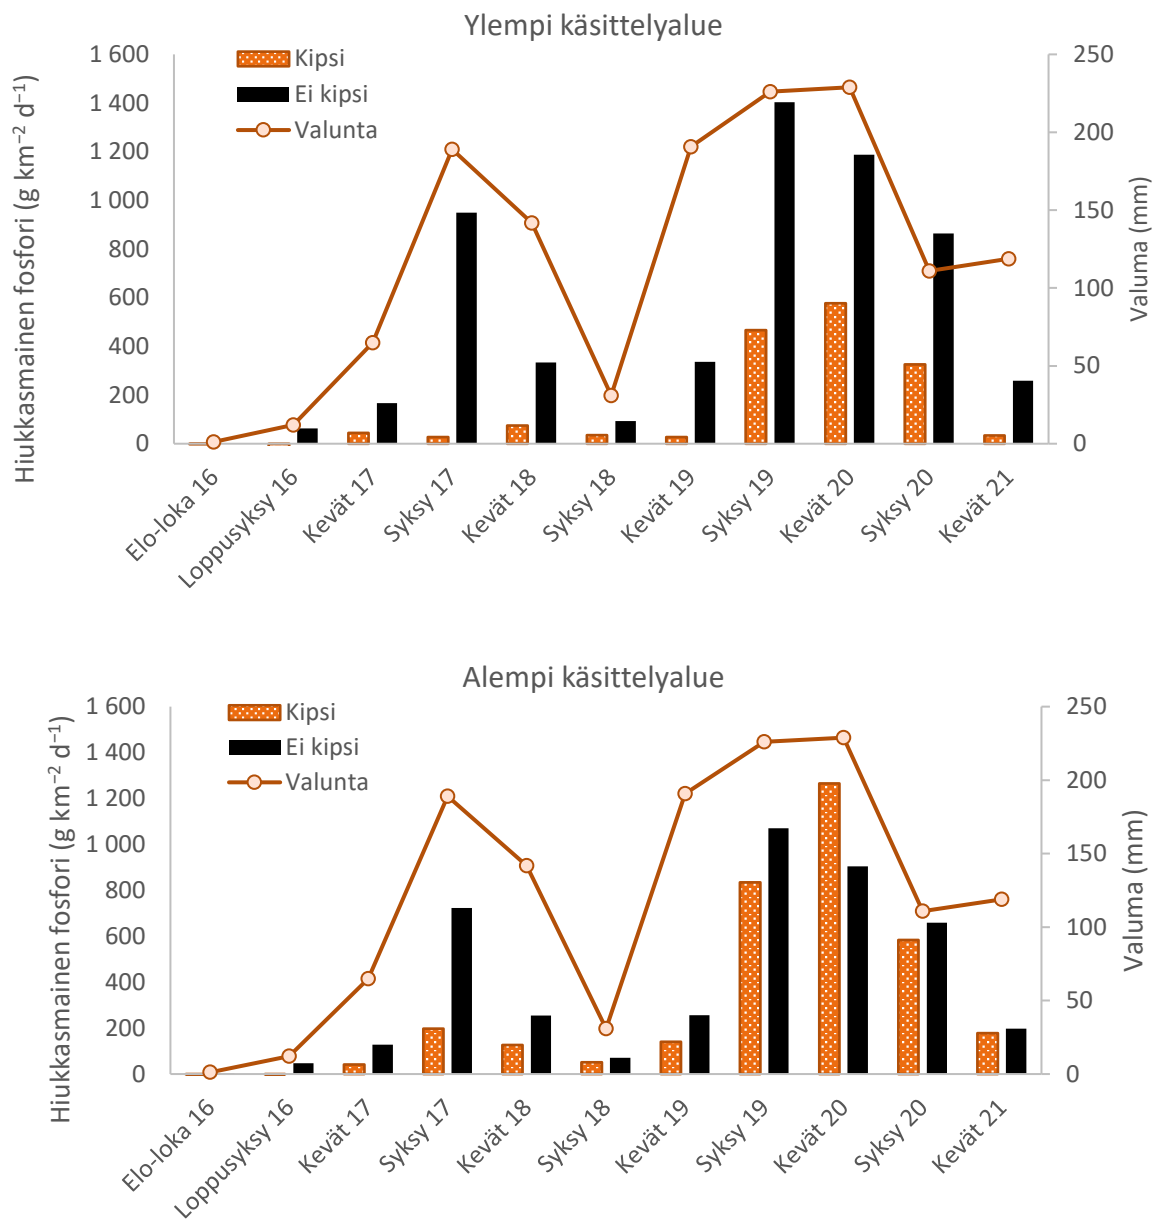 Ylempi käsittelyalue
Kipsi
Ei kipsi
Valunta
Hiukkasmainen fosfori (g km⁻² d⁻¹)
1 600
1 400
1 200
1 000
800
600
400
200
0
250
200
150
100
50
0
Valuma (mm)
Elo-loka 16
Loppusyksy 16
Kevät 17
Syksy 17
Kevät 18
Syksy 18
Kevät 19
Syksy 19
Kevät 20
Syksy 20
Kevät 21
Alempi käsittelyalue
Kipsi
Ei kipsi
Valunta
Hiukkasmainen fosfori (g km⁻² d⁻¹)
1 600
1 400
1 200
1 000
800
600
400
200
0
250
200
150
100
50
0
Valuma (mm)
Elo-loka 16
Loppusyksy 16
Kevät 17
Syksy 17
Kevät 18
Syksy 18
Kevät 19
Syksy 19
Kevät 20
Syksy 20
Kevät 21